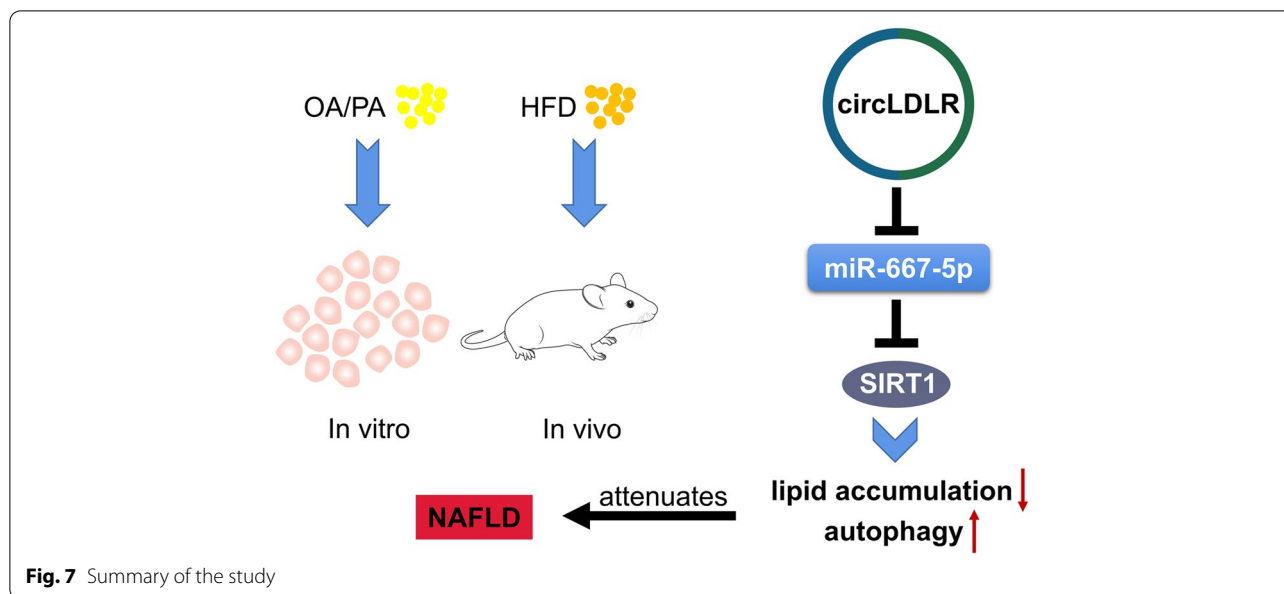 OA/PA
HFD
circLDLR
miR-667-5p
SIRT1
In vitro
In vivo
lipid accumulation
autophagy
attenuates
NAFLD
Fig. 7 Summary of the study